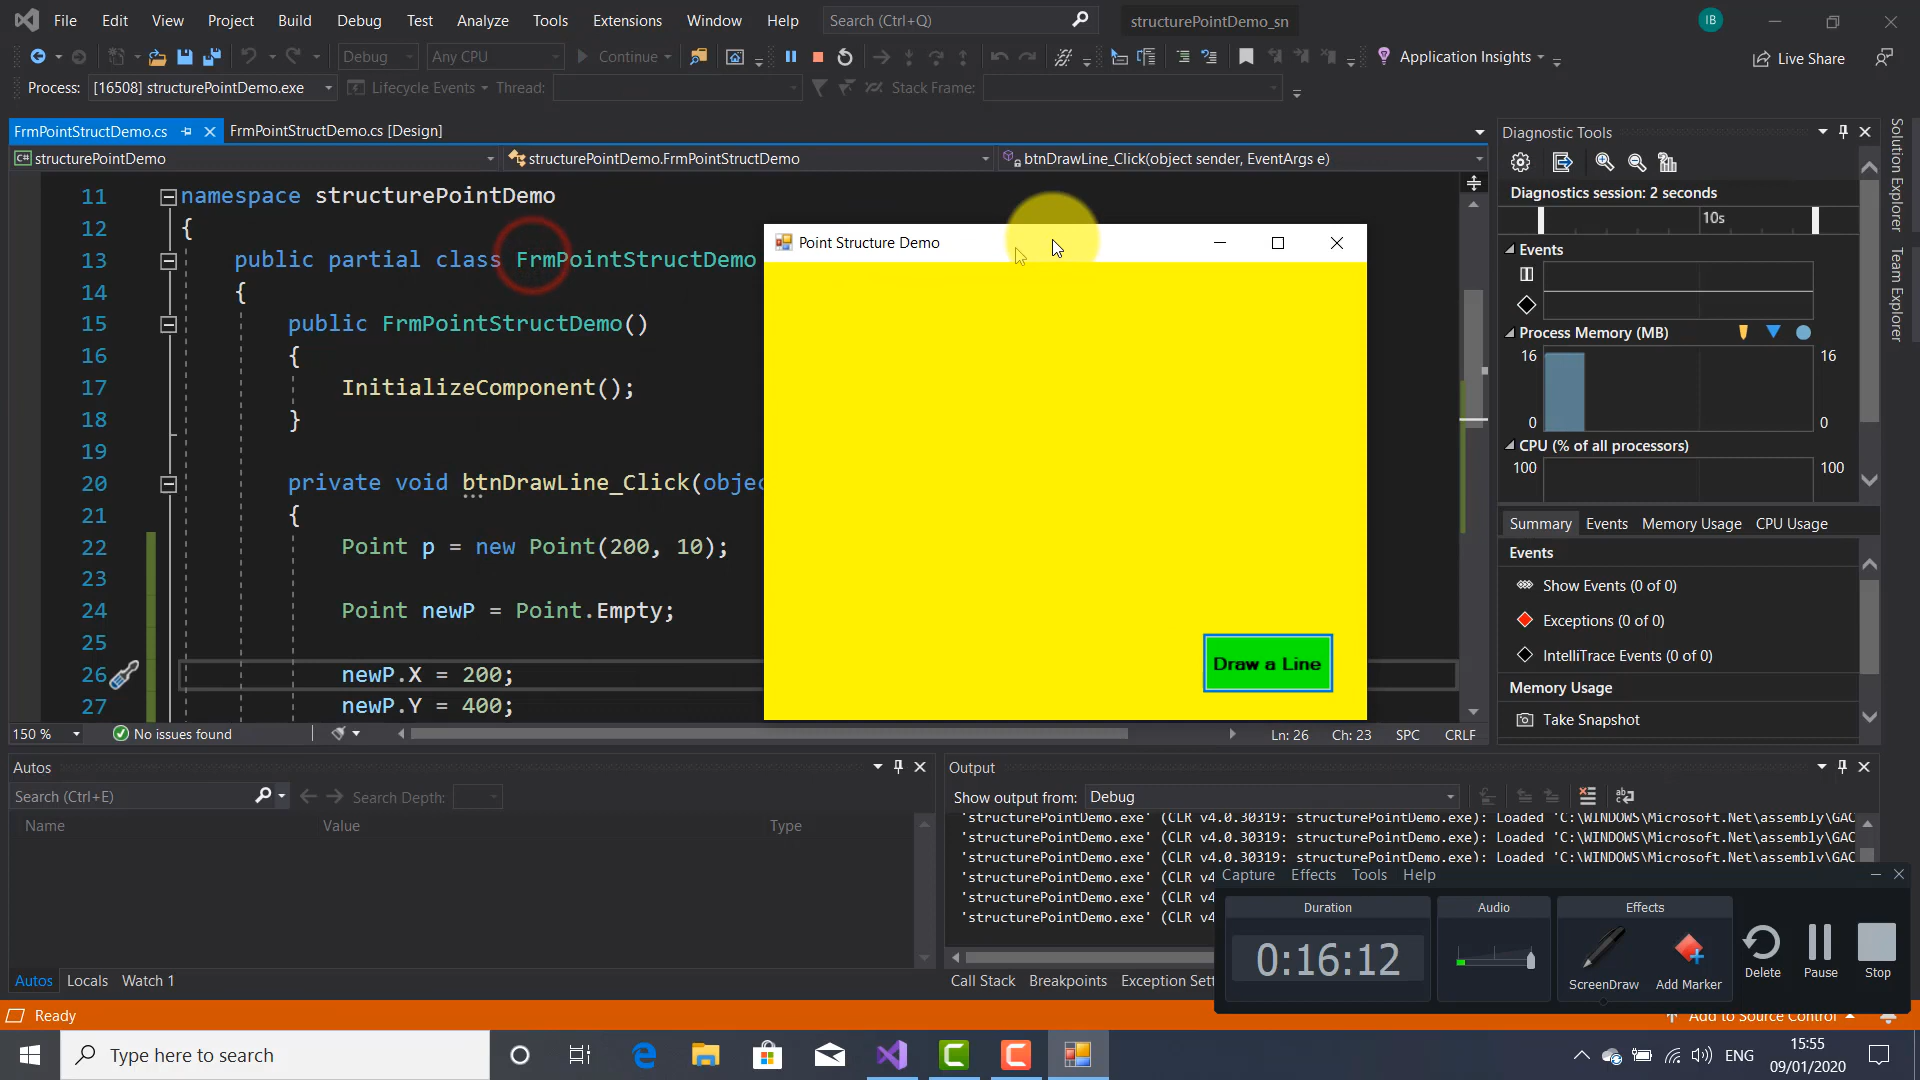 File Edit View Project Build Debug Test Analyze Tools Extensions Window Help Search (Ctrl+Q) structurePointDemo_sn IB
Debug Any CPU Continue Application Insights Live Share
Process: [16508] structurePointDemo.exe Lifecycle Events Thread: Stack Frame:
FrmPointStructDemo.cs FrmPointStructDemo.cs [Design]
C# structurePointDemo structurePointDemo.FrmPointStructDemo btnDrawLine_Click(object sender, EventArgs e)
11 namespace structurePointDemo
12 {
13 public partial class FrmPointStructDemo
14 {
15 public FrmPointStructDemo()
16 {
17 InitializeComponent();
18 }
19
20 private void btnDrawLine_Click(objec
21 {
22 Point p = new Point(200, 10);
23
24 Point newP = Point.Empty;
25
26 newP.X = 200;
27 newP.Y = 400;
150 % No issues found Ln: 26 Ch: 23 SPC CRLF
Point Structure Demo
Draw a Line
Diagnostic Tools
Diagnostics session: 2 seconds
10s
Events
Process Memory (MB)
16 16
0 0
CPU (% of all processors)
100 100
Summary Events Memory Usage CPU Usage
Events
Show Events (0 of 0)
Exceptions (0 of 0)
IntelliTrace Events (0 of 0)
Memory Usage
Take Snapshot
Solution Explorer
Team Explorer
Autos
Search (Ctrl+E) Search Depth:
Name Value Type
Autos Locals Watch 1
Output
Show output from: Debug
'structurePointDemo.exe' (CLR v4.0.30319: structurePointDemo.exe): Loaded 'C:\WINDOWS\Microsoft.Net\assembly\GAC
'structurePointDemo.exe' (CLR v4.0.30319: structurePointDemo.exe): Loaded 'C:\WINDOWS\Microsoft.Net\assembly\GAC
'structurePointDemo.exe' (CLR v4.0.30319: structurePointDemo.exe): Loaded 'C:\WINDOWS\Microsoft.Net\assembly\GAC
'structurePointDemo.exe' (CLR v4
'structurePointDemo.exe' (CLR v4
'structurePointDemo.exe' (CLR v4
Call Stack Breakpoints Exception Sett
Capture Effects Tools Help
Duration Audio Effects
0:16:12
ScreenDraw Add Marker Delete Pause Stop
Ready Add to Source Control
Type here to search
ENG
15:55
09/01/2020